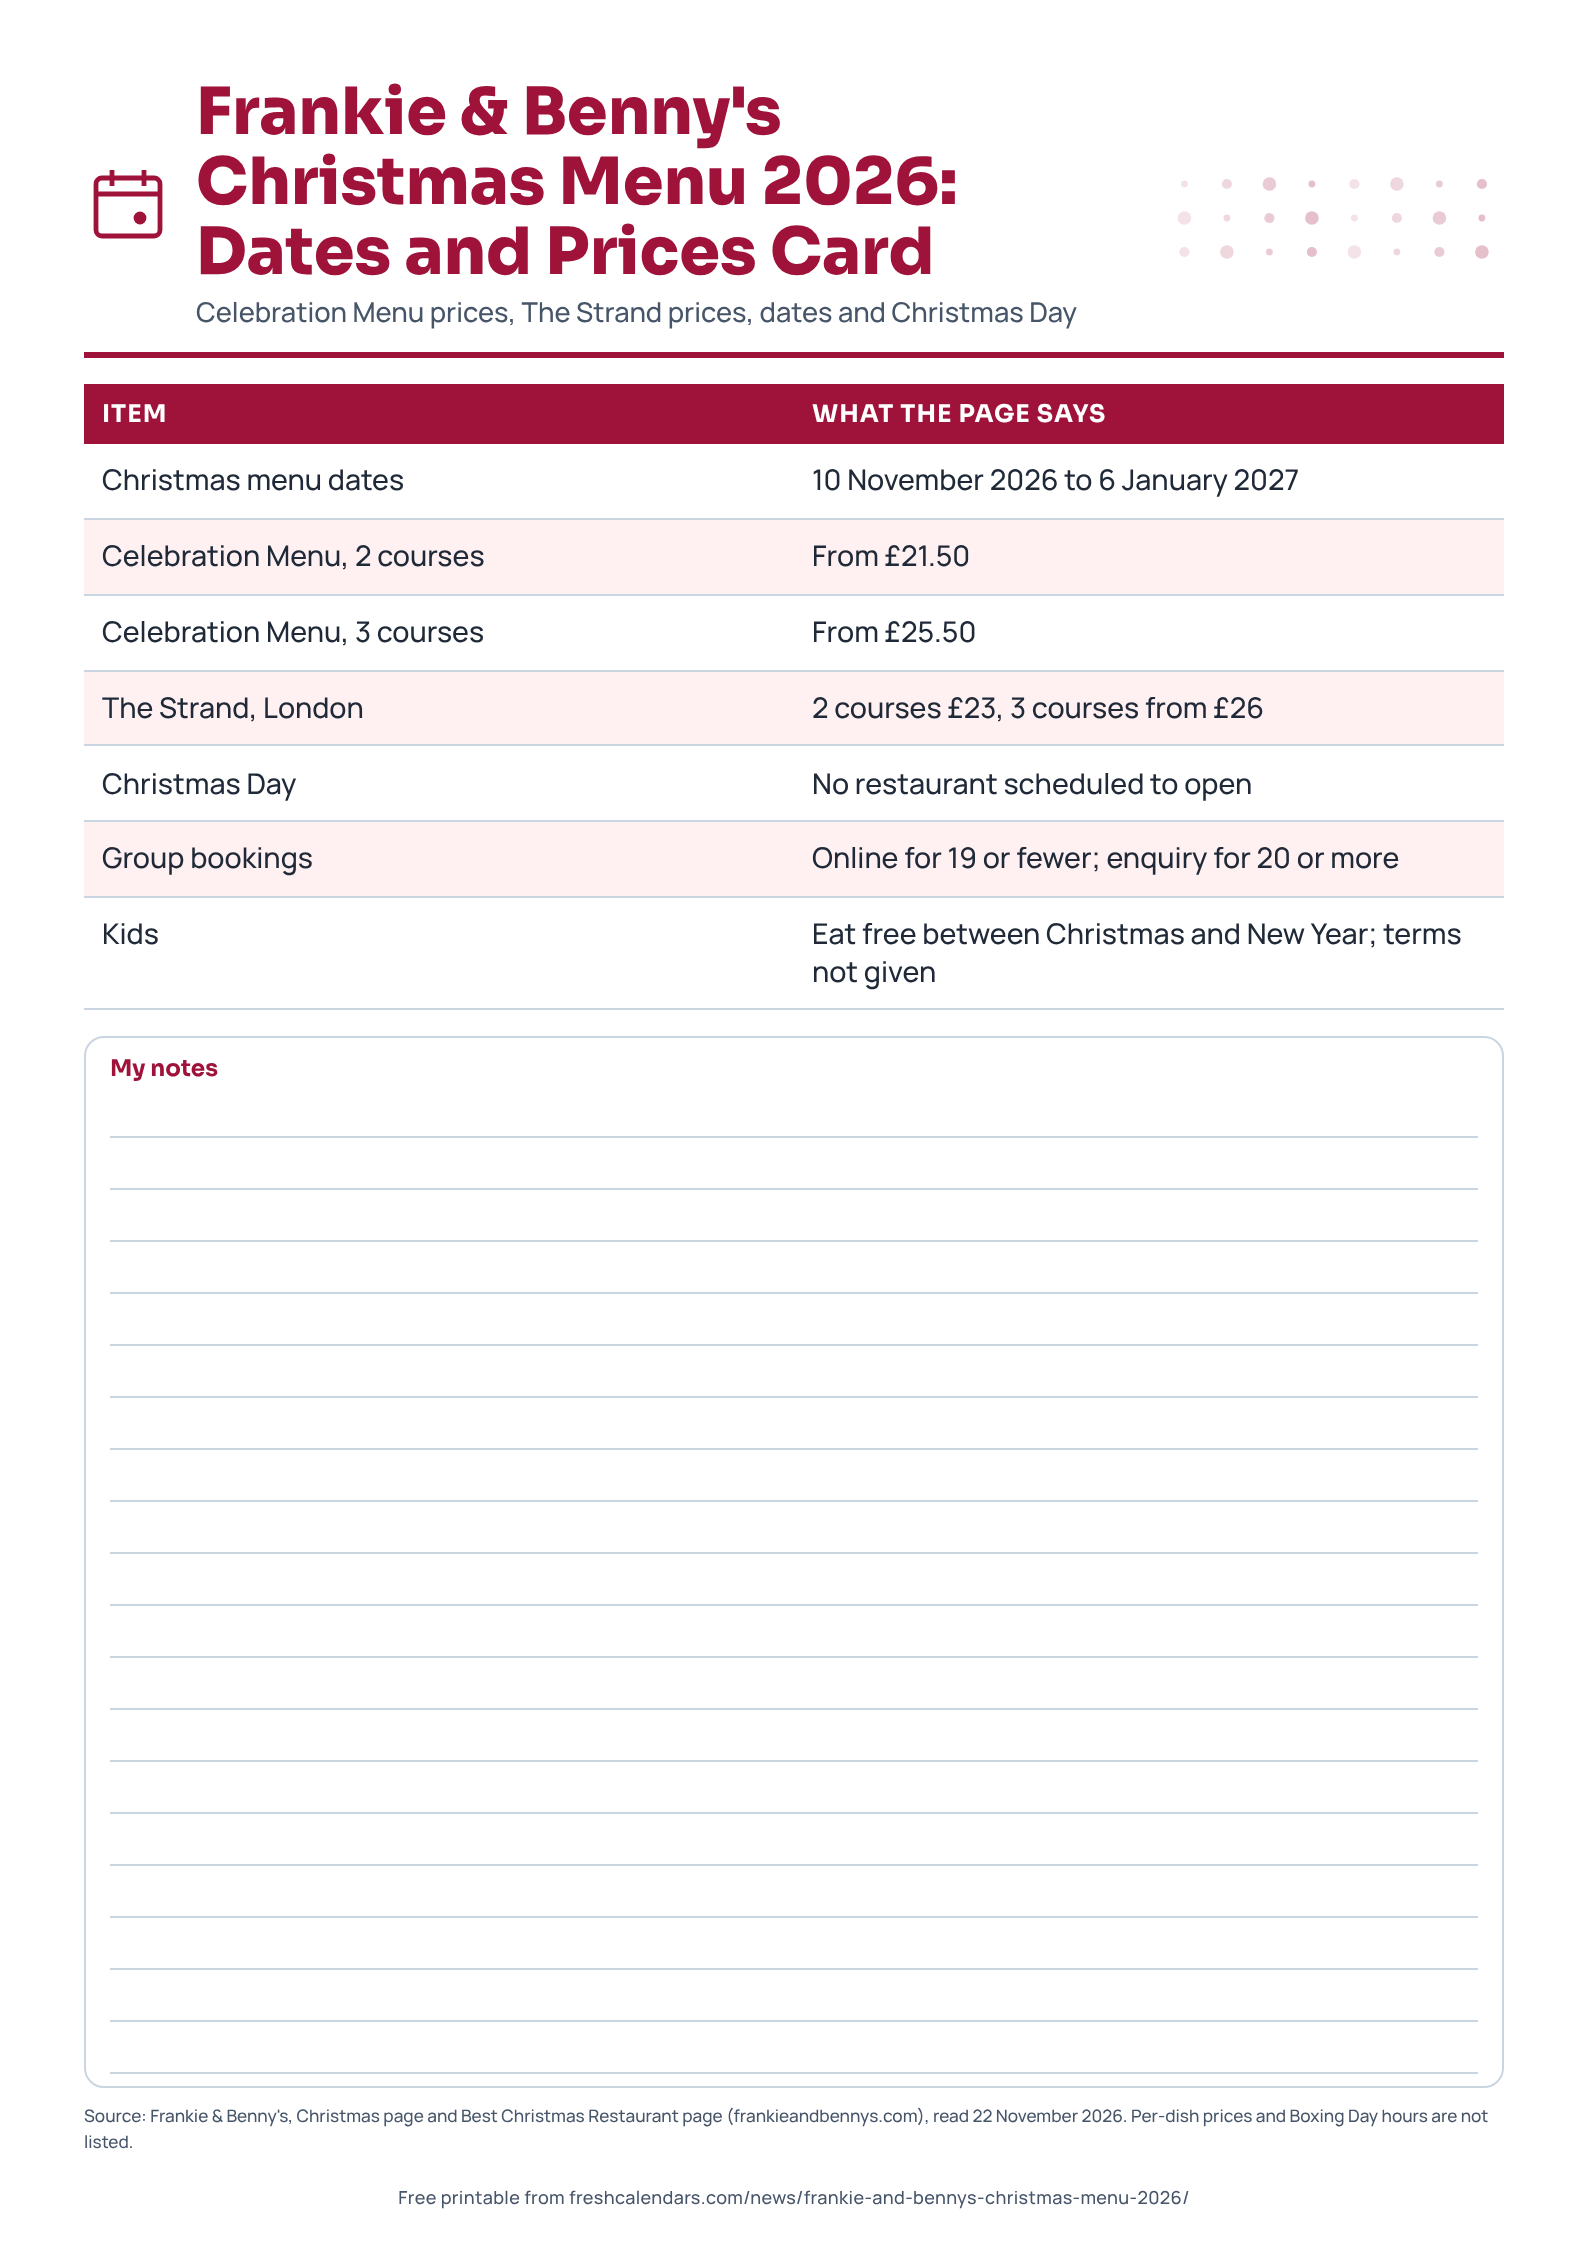 Frankie & Benny's
Christmas Menu 2026:
Dates and Prices Card
Celebration Menu prices, The Strand prices, dates and Christmas Day
ITEM WHAT THE PAGE SAYS
Christmas menu dates 10 November 2026 to 6 January 2027
Celebration Menu, 2 courses From £21.50
Celebration Menu, 3 courses From £25.50
The Strand, London 2 courses £23, 3 courses from £26
Christmas Day No restaurant scheduled to open
Group bookings Online for 19 or fewer; enquiry for 20 or more
Kids Eat free between Christmas and New Year; terms
not given
My notes
Source: Frankie & Benny's, Christmas page and Best Christmas Restaurant page (frankieandbennys.com), read 22 November 2026. Per-dish prices and Boxing Day hours are not
listed.
Free printable from freshcalendars.com/news/frankie-and-bennys-christmas-menu-2026/